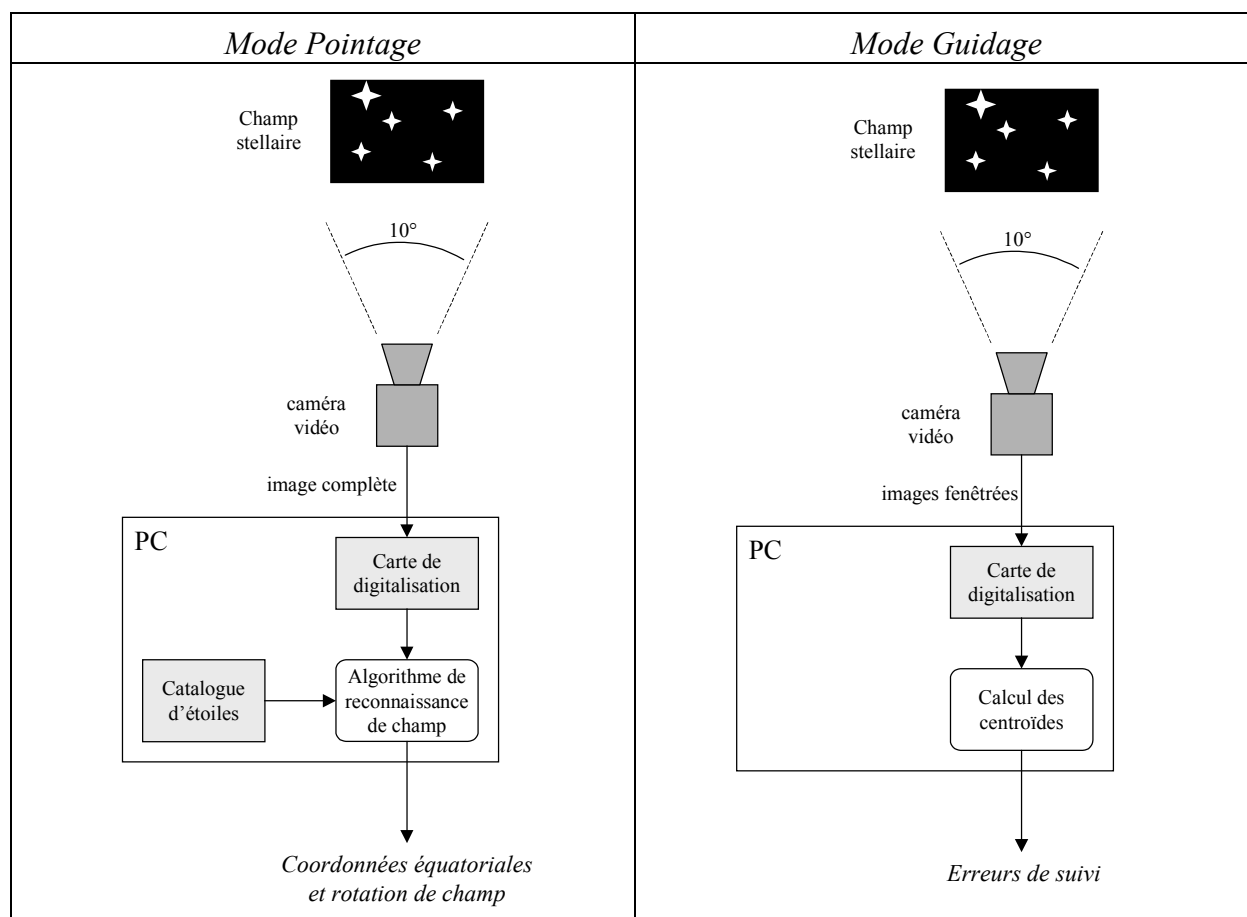 Mode Pointage
Champ
stellaire
10°
caméra
vidéo
image complète
PC
Carte de
digitalisation
Catalogue
d’étoiles
Algorithme de
reconnaissance
de champ
Coordonnées équatoriales
et rotation de champ
Mode Guidage
Champ
stellaire
10°
caméra
vidéo
images fenêtrées
PC
Carte de
digitalisation
Calcul des
centroïdes
Erreurs de suivi